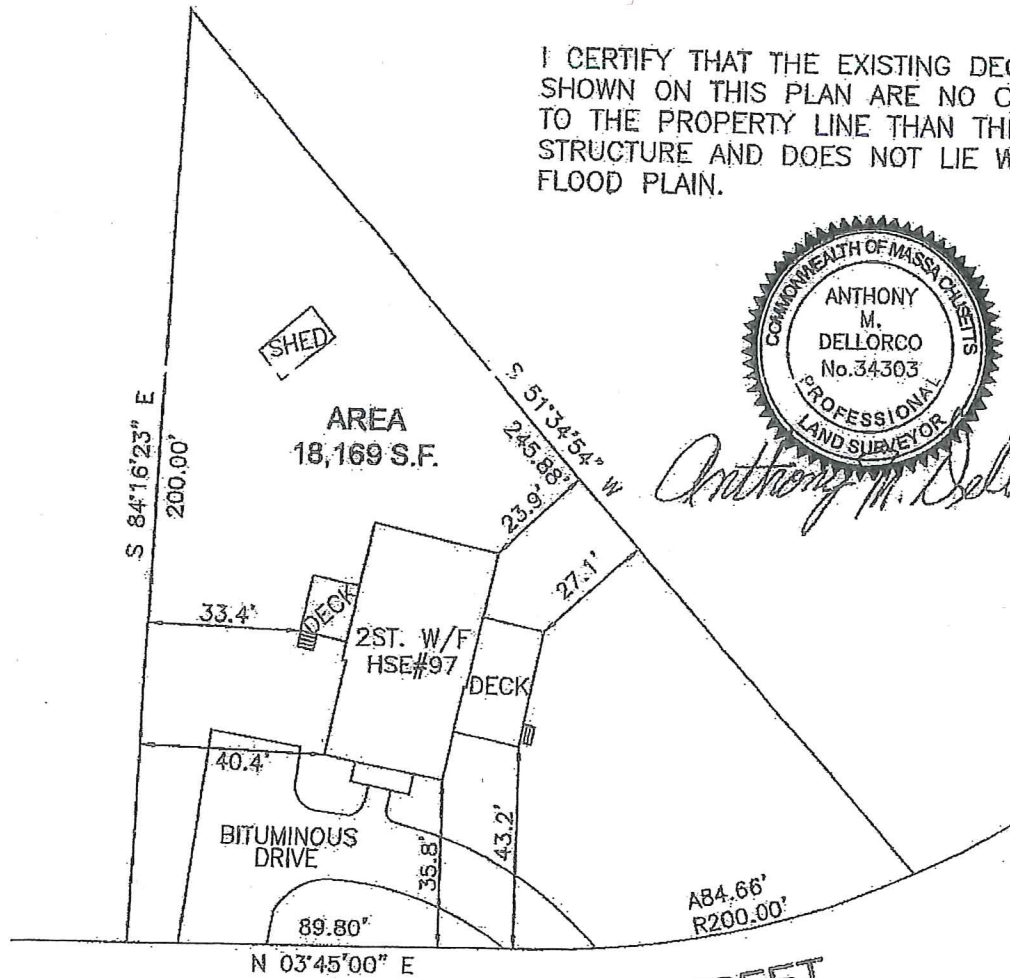 I CERTIFY THAT THE EXISTING
SHOWN ON THIS PLAN ARE NO
TO THE PROPERTY LINE THAN
STRUCTURE AND DOES NOT LIE
FLOOD PLAIN.
COMMONWEALTH OF MASSACHUSETTS
ANTHONY
M.
DELLORCO
No.34303
PROFESSIONAL
LAND SURVEYOR
Anthony M.
SHED
AREA
18,169 S.F.
S 84°16'23" E
200.00'
S 51°34'54" W
245.88'
23.9'
27.1'
33.4'
DECK
2ST. W/F
HSE#97
DECK
40.4'
BITUMINOUS
DRIVE
35.8'
43.2'
89.80'
A84.66'
R200.00'
N 03°45'00" E